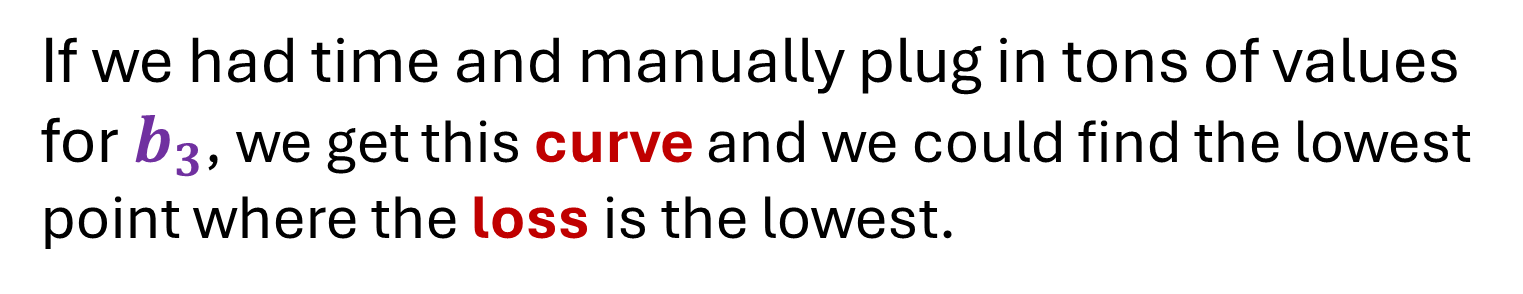 If we had time and manually plug in tons of values
for b₃, we get this curve and we could find the lowest
point where the loss is the lowest.